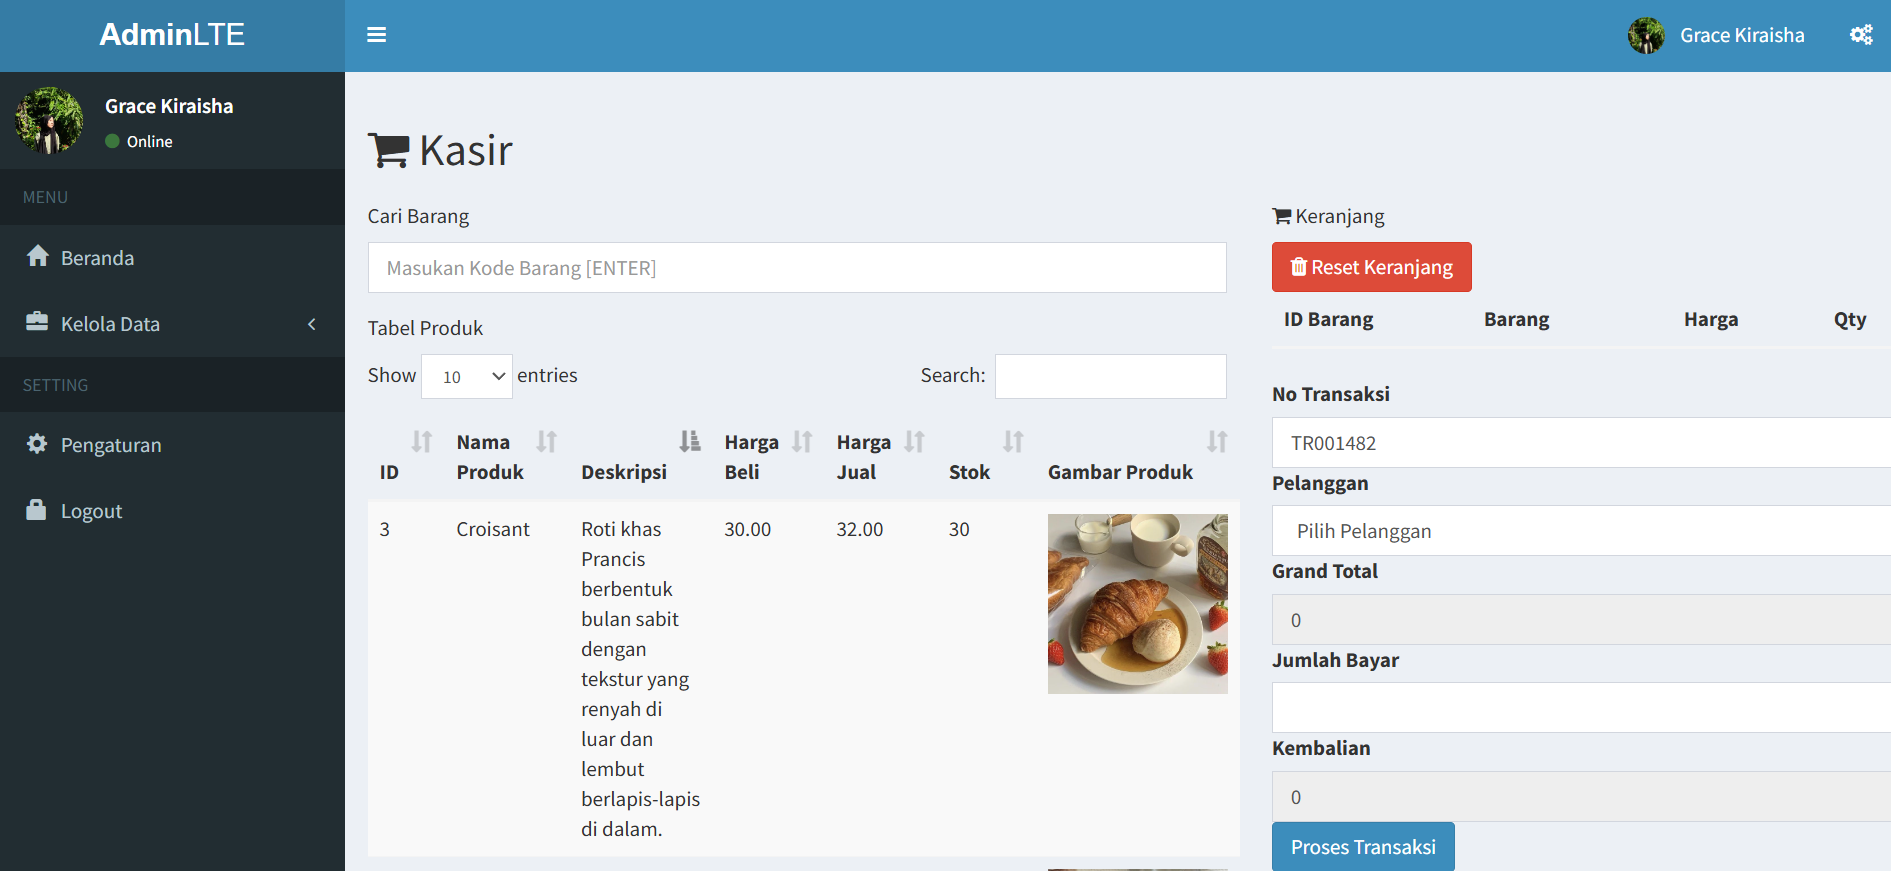 AdminLTE
Grace Kiraisha
Grace Kiraisha
Online
MENU
Beranda
Kelola Data
SETTING
Pengaturan
Logout
Kasir
Cari Barang
Masukan Kode Barang [ENTER]
Tabel Produk
Show 10 entries
Search:
ID Nama Produk Deskripsi Harga Beli Harga Jual Stok Gambar Produk
3 Croisant Roti khas 30.00 32.00 30
Prancis
berbentuk
bulan sabit
dengan
tekstur yang
renyah di
luar dan
lembut
berlapis-lapis
di dalam.
Keranjang
Reset Keranjang
ID Barang Barang Harga Qty
No Transaksi
TR001482
Pelanggan
Pilih Pelanggan
Grand Total
0
Jumlah Bayar
Kembalian
0
Proses Transaksi